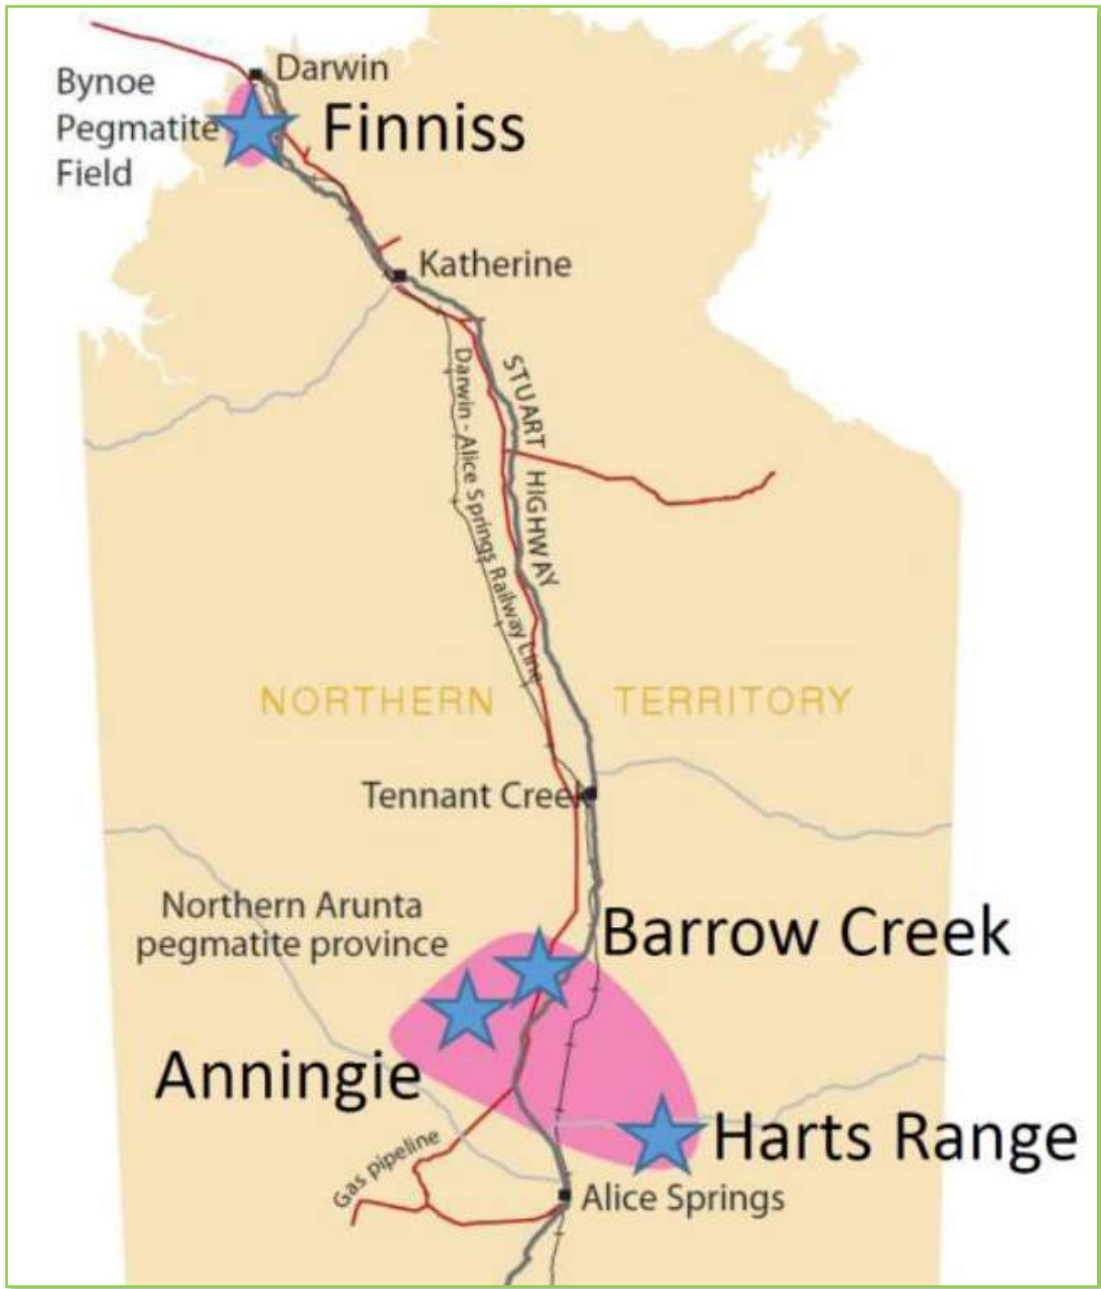 Darwin
Bynoe
Pegmatite
Field
Finniss
Katherine
STUART HIGHWAY
Darwin - Alice Springs Railway Line
NORTHERN TERRITORY
Tennant Creek
Northern Arunta
pegmatite province
Barrow Creek
Anningie
Harts Range
Gas pipeline
Alice Springs